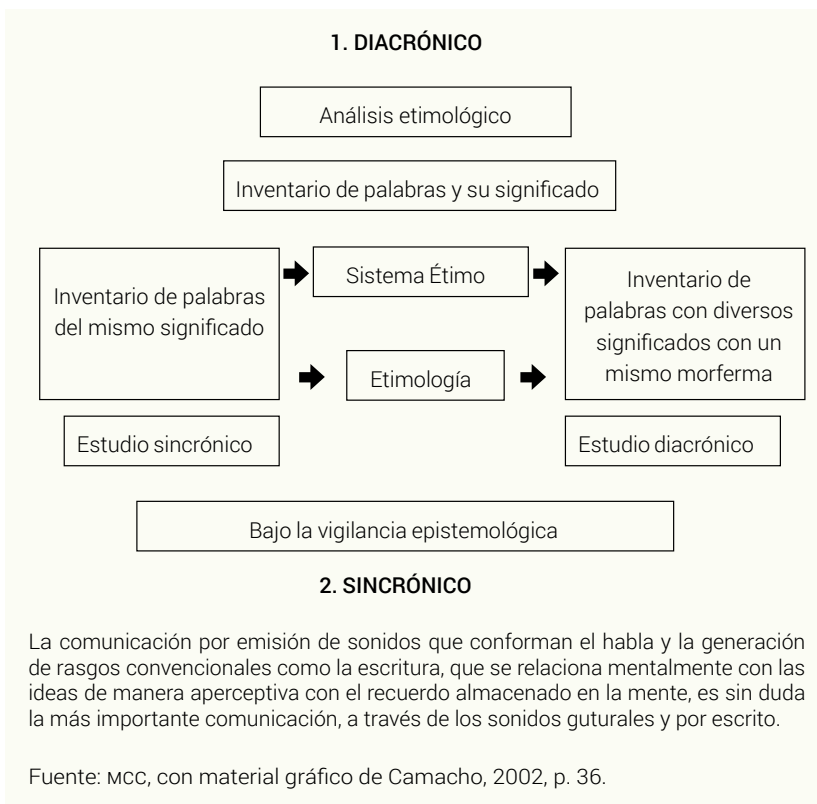 1. DIACRÓNICO
Análisis etimológico
Inventario de palabras y su significado
Inventario de palabras
del mismo significado
Sistema Étimo
Etimología
Inventario de
palabras con diversos
significados con un
mismo morferma
Estudio sincrónico
Estudio diacrónico
Bajo la vigilancia epistemológica
2. SINCRÓNICO
La comunicación por emisión de sonidos que conforman el habla y la generación
de rasgos convencionales como la escritura, que se relaciona mentalmente con las
ideas de manera aperceptiva con el recuerdo almacenado en la mente, es sin duda
la más importante comunicación, a través de los sonidos guturales y por escrito.
Fuente: MCC, con material gráfico de Camacho, 2002, p. 36.